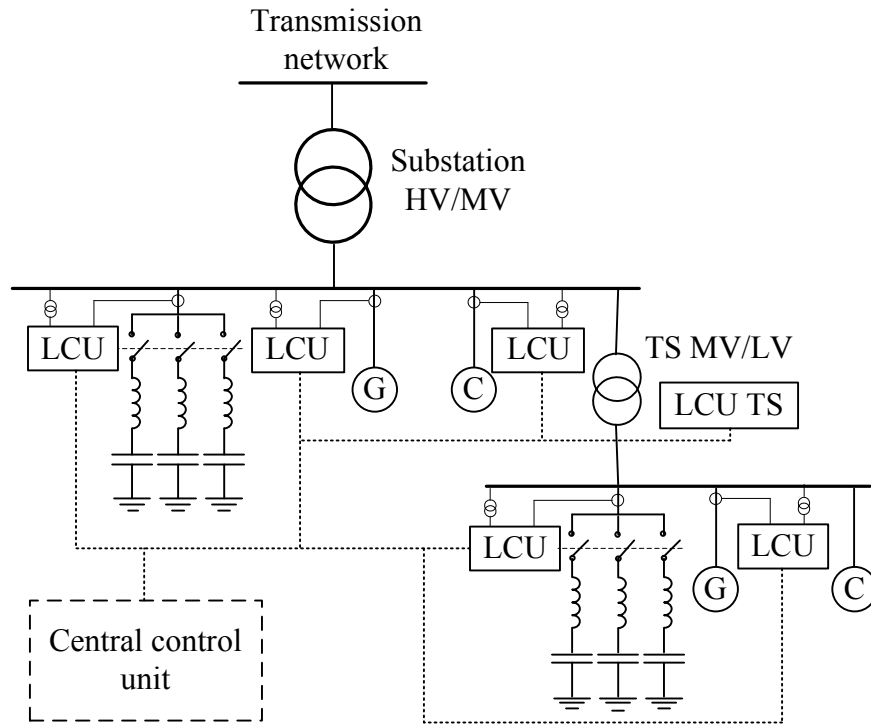 Transmission
network
Substation
HV/MV
LCU
LCU
LCU
G
C
TS MV/LV
LCU TS
LCU
LCU
G
C
Central control
unit